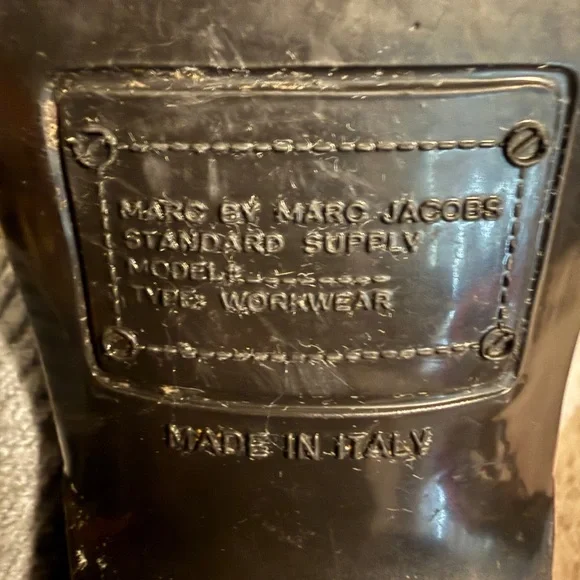 MARC BY MARC JACOBS
STANDARD SUPPLY
MODEL:
TYPE: WORKWEAR
MADE IN ITALY